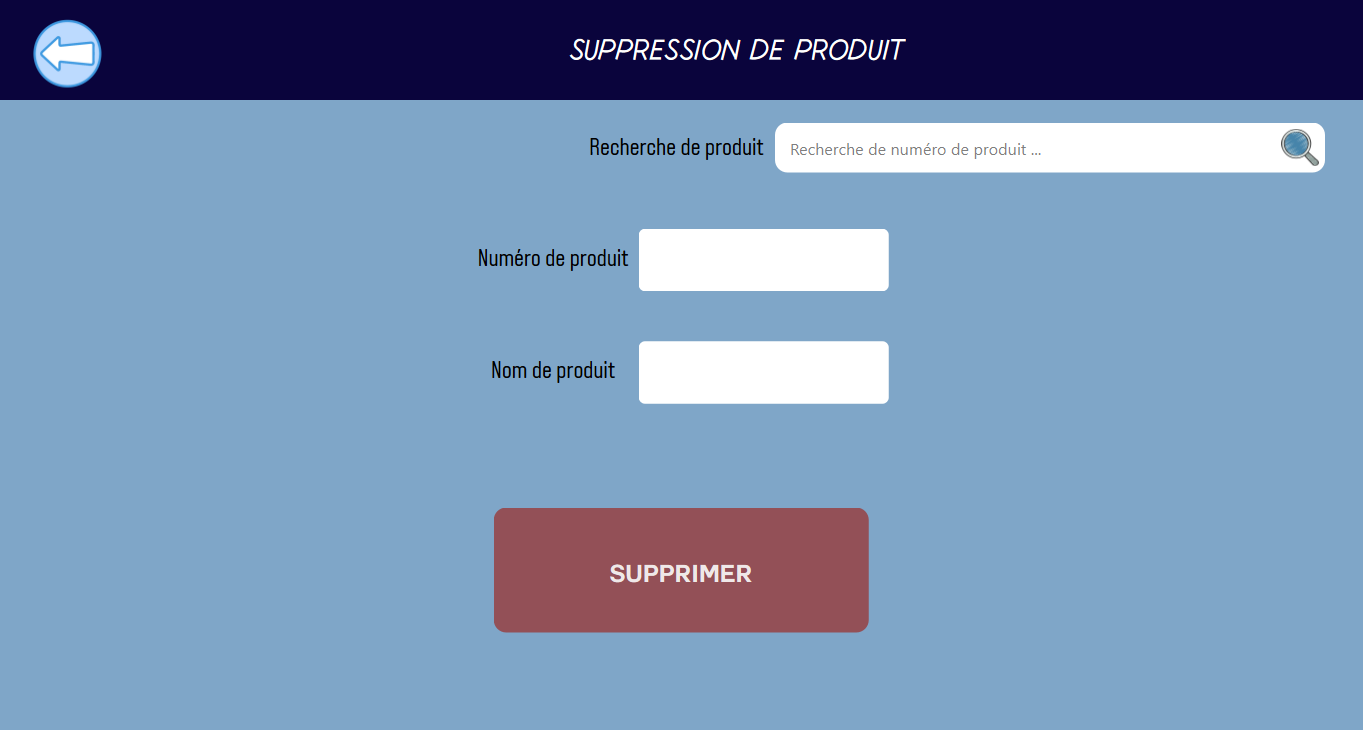 SUPPRESSION DE PRODUIT
Recherche de produit
Recherche de numéro de produit ...
Numéro de produit
Nom de produit
SUPPRIMER